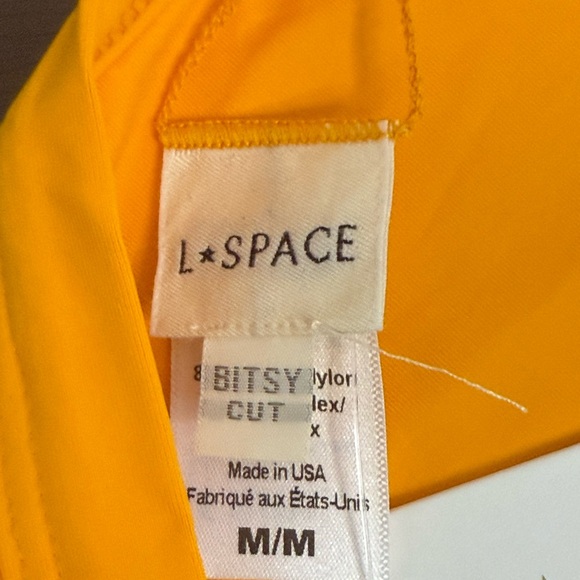 L★SPACE
BITSY
CUT
Made in USA
Fabriqué aux États-Unis
M/M